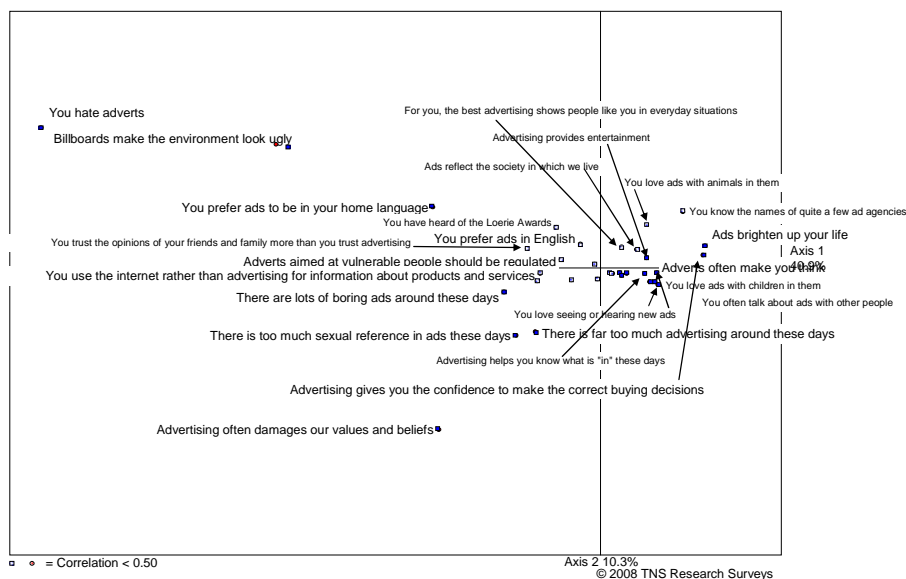 You hate adverts
For you, the best advertising shows people like you in everyday situations
Billboards make the environment look ugly
Advertising provides entertainment
Ads reflect the society in which we live
You love ads with animals in them
You prefer ads to be in your home language
You know the names of quite a few ad agencies
You have heard of the Loerie Awards
Ads brighten up your life
You trust the opinions of your friends and family more than you trust advertising
You prefer ads in English
Axis 1
40.9%
Adverts aimed at vulnerable people should be regulated
Adverts often make you think
You use the internet rather than advertising for information about products and services
You love ads with children in them
There are lots of boring ads around these days
You often talk about ads with other people
You love seeing or hearing new ads
There is too much sexual reference in ads these days
There is far too much advertising around these days
Advertising helps you know what is "in" these days
Advertising gives you the confidence to make the correct buying decisions
Advertising often damages our values and beliefs
= Correlation < 0.50
Axis 2 10.3%
© 2008 TNS Research Surveys